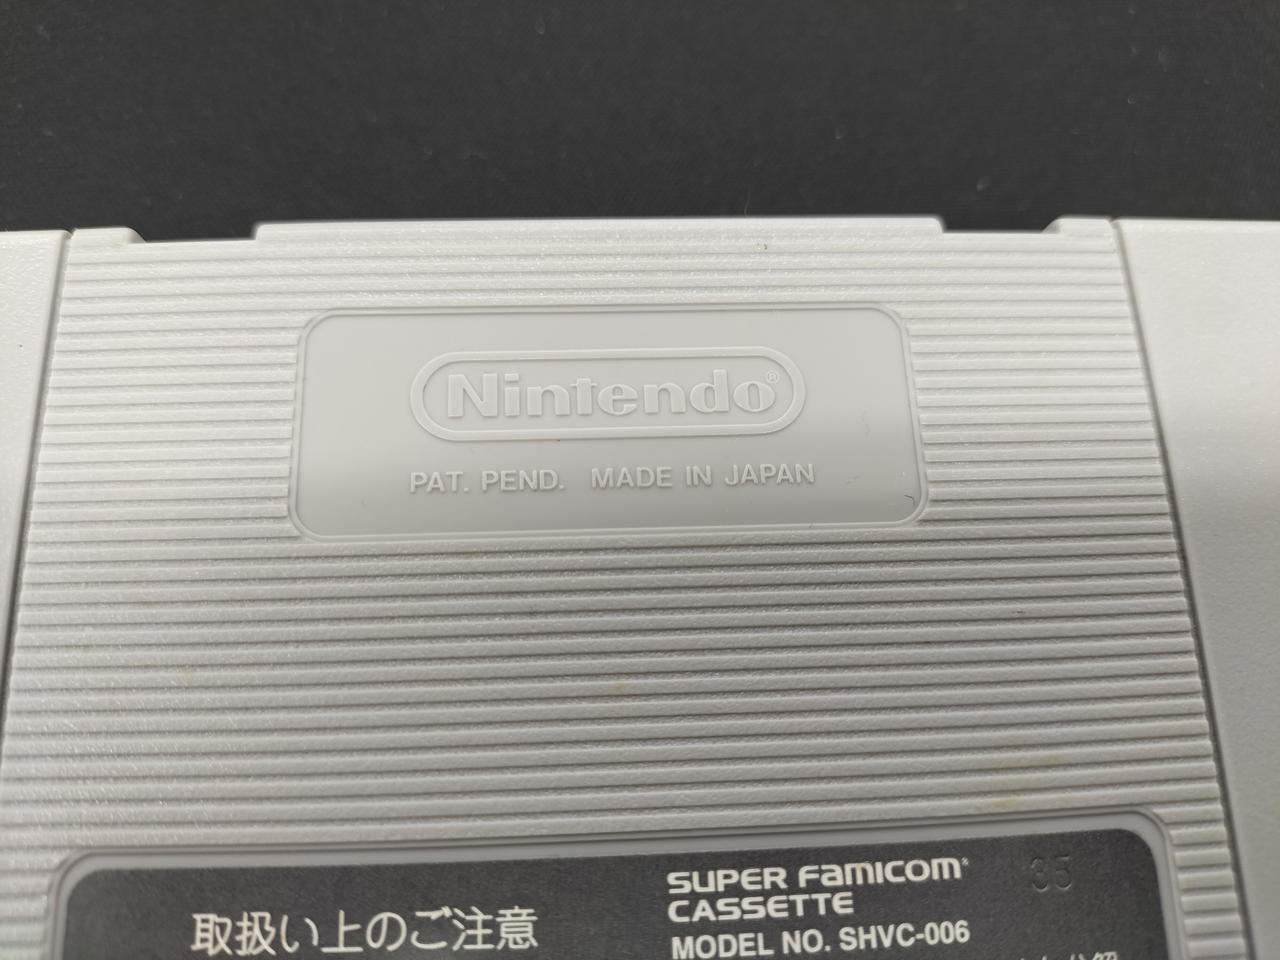 Nintendo®
PAT. PEND. MADE IN JAPAN
SUPER FAMICOM
CASSETTE
MODEL NO. SHVC-006
35
取扱い上のご注意